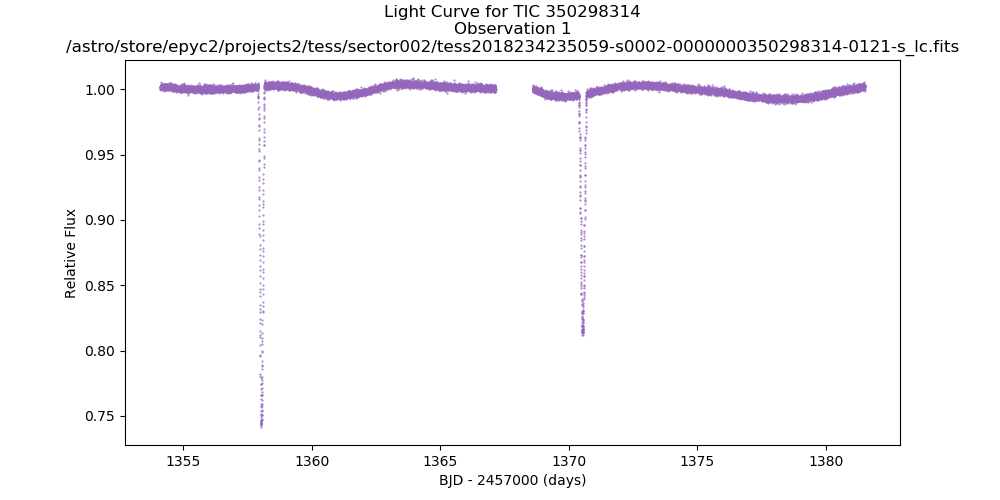 Light Curve for TIC 350298314
Observation 1
/astro/store/epyc2/projects2/tess/sector002/tess2018234235059-s0002-0000000350298314-0121-s_lc.fits
1.00
0.95
0.90
0.85
0.80
0.75
Relative Flux
1355
1360
1365
1370
1375
1380
BJD - 2457000 (days)